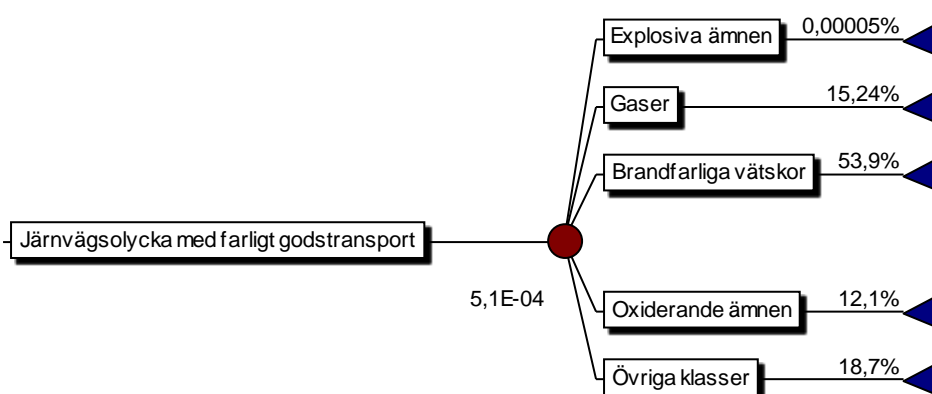 Explosiva ämnen
0,00005%
Gaser
15,24%
Brandfarliga vätskor
53,9%
Järnvägsolycka med farligt godstransport
5,1E-04
Oxiderande ämnen
12,1%
Övriga klasser
18,7%